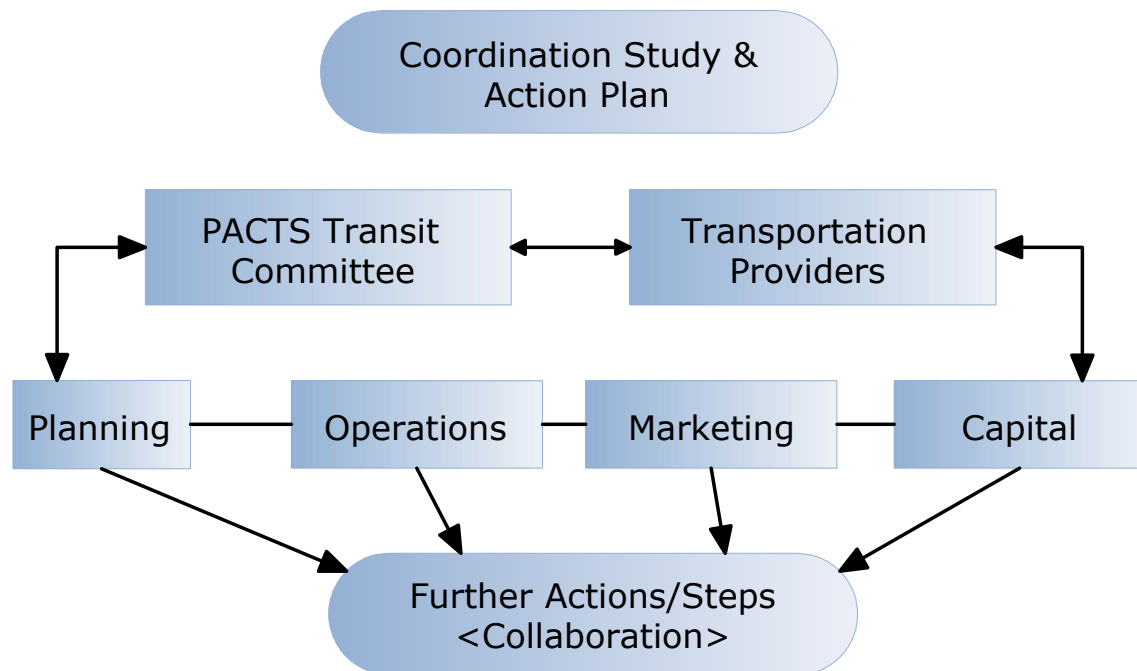 Coordination Study &
Action Plan
PACTS Transit
Committee
Transportation
Providers
Planning
Operations
Marketing
Capital
Further Actions/Steps
<Collaboration>